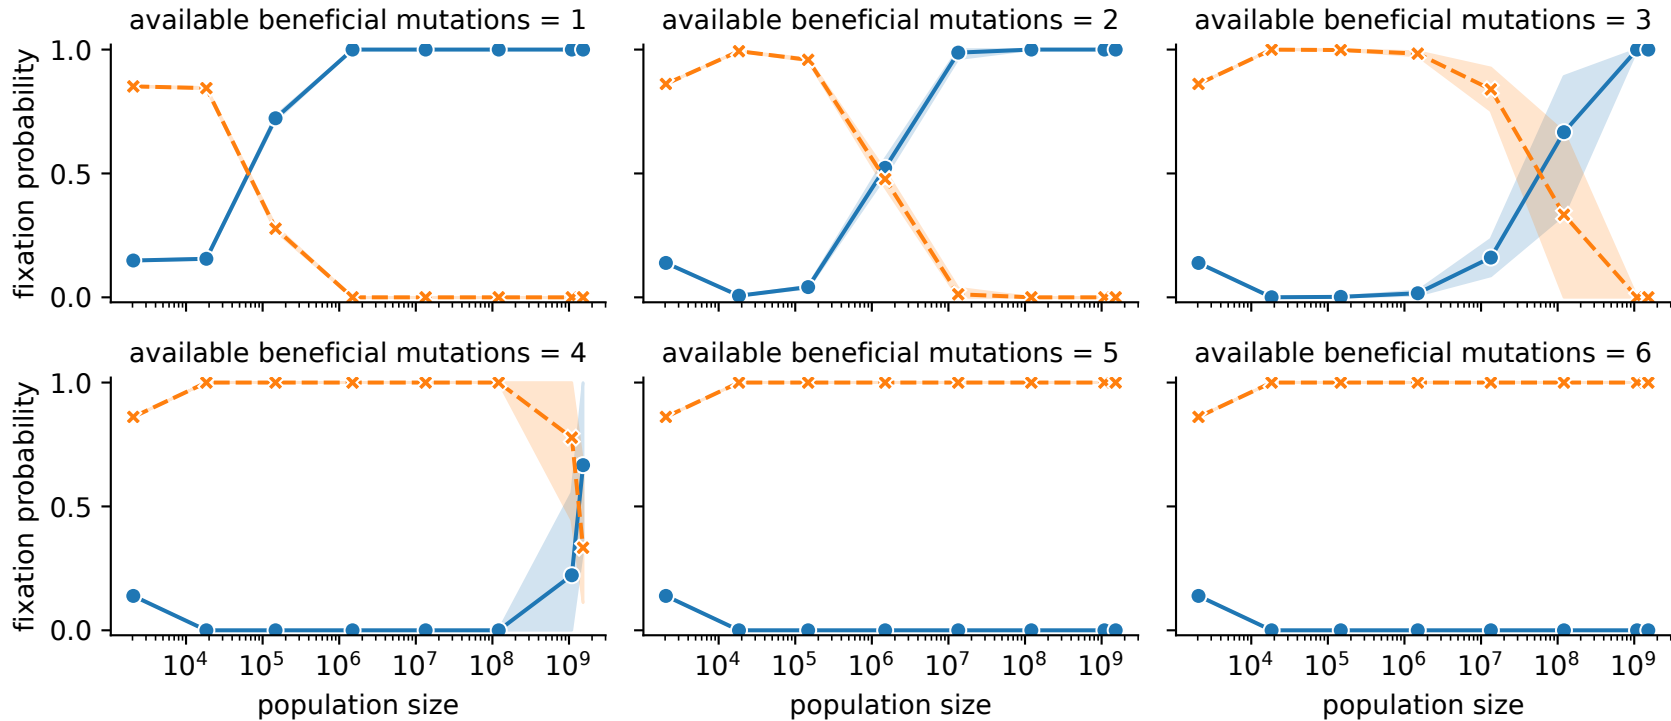 available beneficial mutations = 1
available beneficial mutations = 2
available beneficial mutations = 3
fixation probability
1.0
0.5
0.0
available beneficial mutations = 4
available beneficial mutations = 5
available beneficial mutations = 6
fixation probability
1.0
0.5
0.0
10⁴ 10⁵ 10⁶ 10⁷ 10⁸ 10⁹
10⁴ 10⁵ 10⁶ 10⁷ 10⁸ 10⁹
10⁴ 10⁵ 10⁶ 10⁷ 10⁸ 10⁹
population size
population size
population size